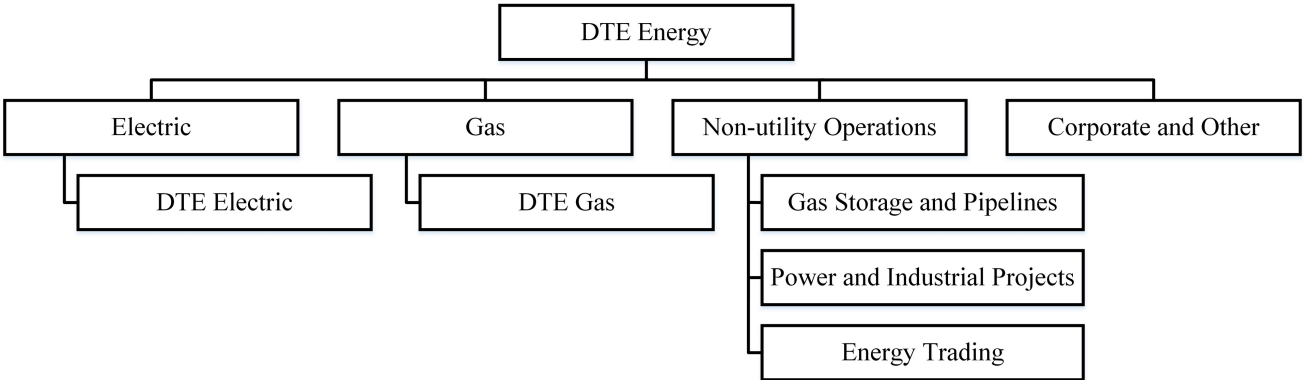 DTE Energy
Electric
Gas
Non-utility Operations
Corporate and Other
DTE Electric
DTE Gas
Gas Storage and Pipelines
Power and Industrial Projects
Energy Trading